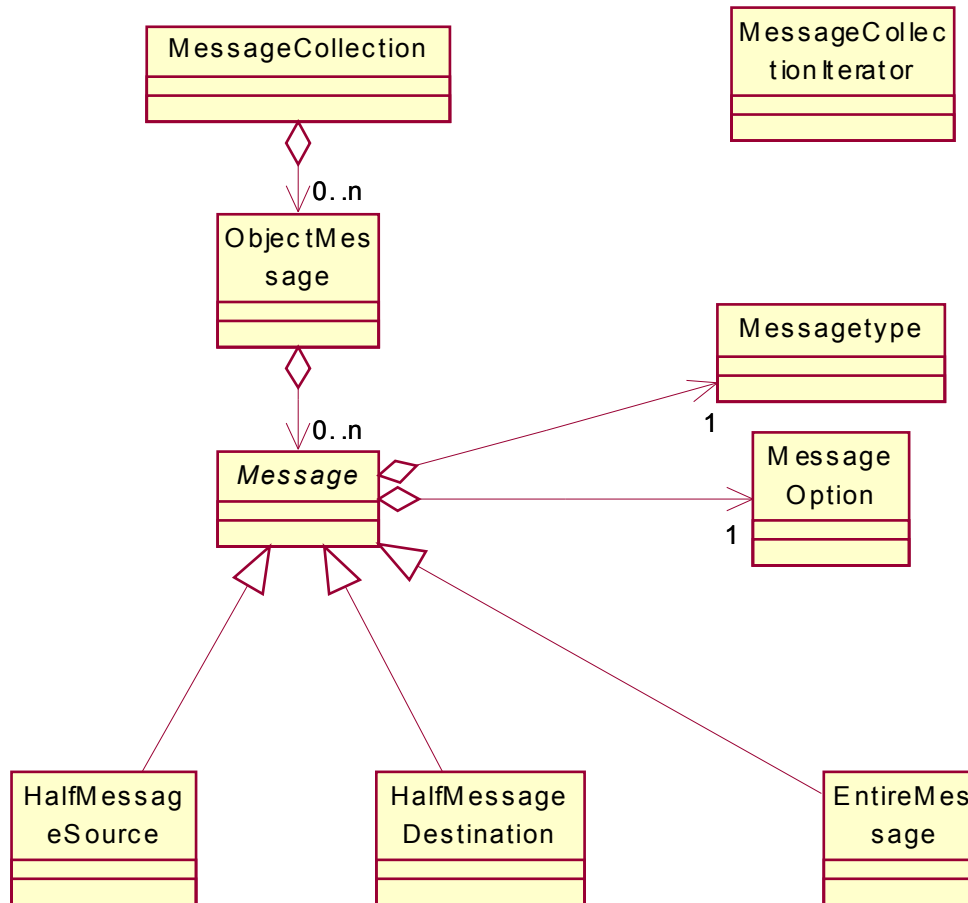 MessageCollection
MessageCollec
tionIterator
0..n
ObjectMes
sage
Messagetype
1
0..n
Message
Message
Option
1
HalfMessag
eSource
HalfMessage
Destination
EntireMes
sage